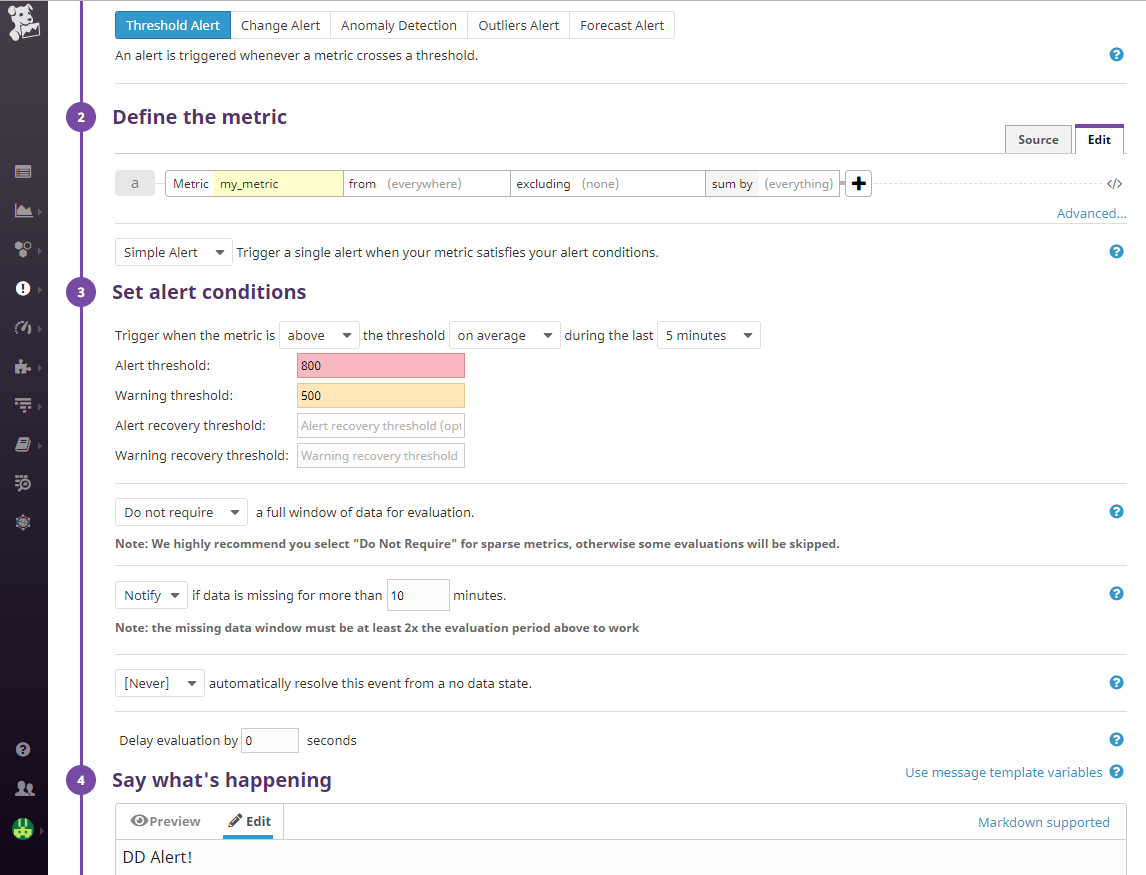 Threshold Alert Change Alert Anomaly Detection Outliers Alert Forecast Alert
An alert is triggered whenever a metric crosses a threshold. ?
2 Define the metric
Source Edit
a Metric my_metric from (everywhere) excluding (none) sum by (everything) + </>
Advanced...
Simple Alert Trigger a single alert when your metric satisfies your alert conditions. ?
3 Set alert conditions
Trigger when the metric is above the threshold on average during the last 5 minutes
Alert threshold: 800
Warning threshold: 500
Alert recovery threshold: Alert recovery threshold (opt
Warning recovery threshold: Warning recovery threshold
Do not require a full window of data for evaluation. ?
Note: We highly recommend you select "Do Not Require" for sparse metrics, otherwise some evaluations will be skipped.
Notify if data is missing for more than 10 minutes. ?
Note: the missing data window must be at least 2x the evaluation period above to work
[Never] automatically resolve this event from a no data state. ?
Delay evaluation by 0 seconds ?
4 Say what's happening Use message template variables ?
Preview Edit Markdown supported
DD Alert!